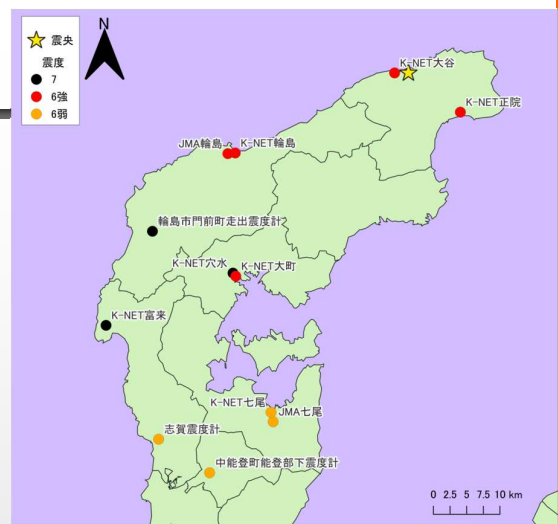 震央
震度
7
6強
6弱
N
K-NET大谷
K-NET正院
JMA輪島
K-NET輪島
輪島市門前町走出震度計
K-NET穴水
K-NET大町
K-NET富来
K-NET七尾
JMA七尾
志賀震度計
中能登町能登部下震度計
0 2.5 5 7.5 10 km